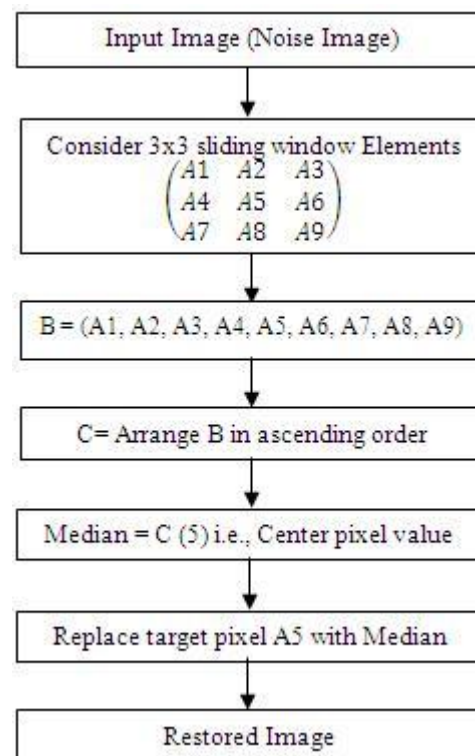 Input Image (Noise Image)
Consider 3x3 sliding window Elements
A1 A2 A3
A4 A5 A6
A7 A8 A9
B = (A1, A2, A3, A4, A5, A6, A7, A8, A9)
C= Arrange B in ascending order
Median = C (5) i.e., Center pixel value
Replace target pixel A5 with Median
Restored Image